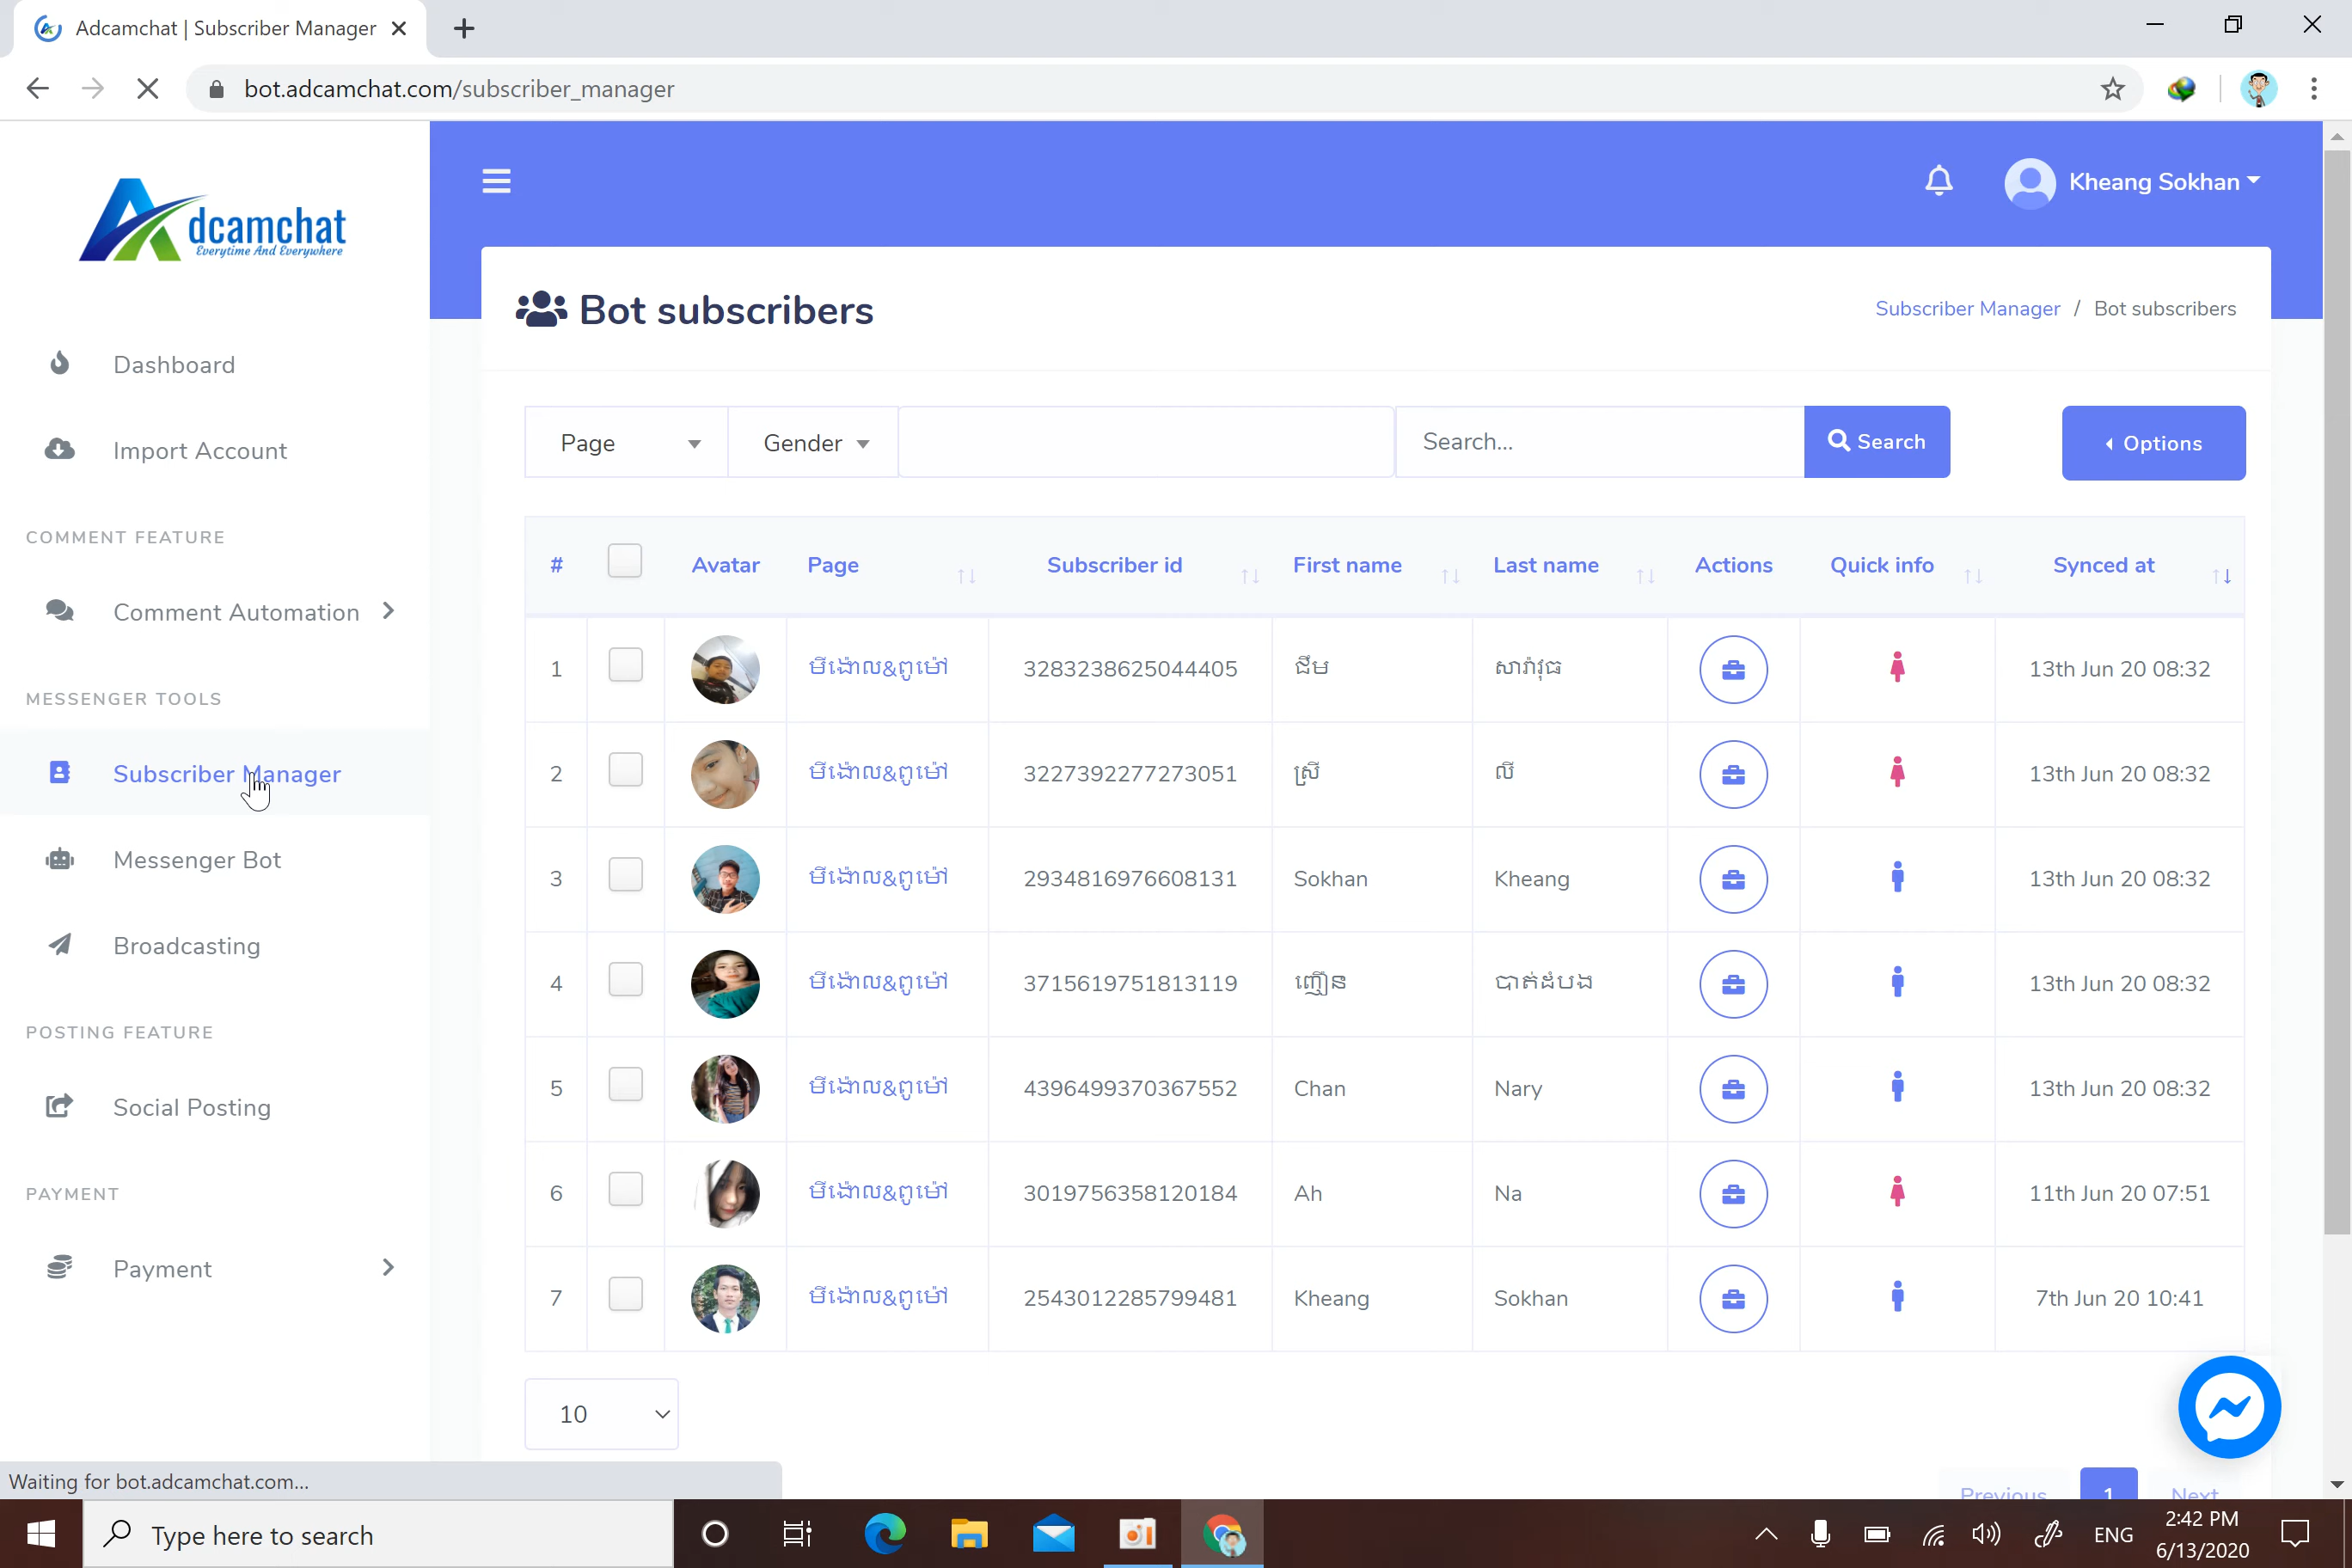 Adcamchat | Subscriber Manager
bot.adcamchat.com/subscriber_manager
Adcamchat
Everytime And Everywhere
Kheang Sokhan
Bot subscribers
Subscriber Manager / Bot subscribers
Dashboard
Import Account
COMMENT FEATURE
Comment Automation
MESSENGER TOOLS
Subscriber Manager
Messenger Bot
Broadcasting
POSTING FEATURE
Social Posting
PAYMENT
Payment
Page Gender Search... Search Options
# Avatar Page Subscriber id First name Last name Actions Quick info Synced at
1 មីង៉ោល&ពូម៉ៅ 3283238625044405 ជឹម សារ៉ាវុធ 13th Jun 20 08:32
2 មីង៉ោល&ពូម៉ៅ 3227392277273051 ស្រី លី 13th Jun 20 08:32
3 មីង៉ោល&ពូម៉ៅ 2934816976608131 Sokhan Kheang 13th Jun 20 08:32
4 មីង៉ោល&ពូម៉ៅ 3715619751813119 ញឿន បាត់ដំបង 13th Jun 20 08:32
5 មីង៉ោល&ពូម៉ៅ 4396499370367552 Chan Nary 13th Jun 20 08:32
6 មីង៉ោល&ពូម៉ៅ 3019756358120184 Ah Na 11th Jun 20 07:51
7 មីង៉ោល&ពូម៉ៅ 2543012285799481 Kheang Sokhan 7th Jun 20 10:41
10
Previous 1 Next
Waiting for bot.adcamchat.com...
Type here to search
ENG
2:42 PM
6/13/2020